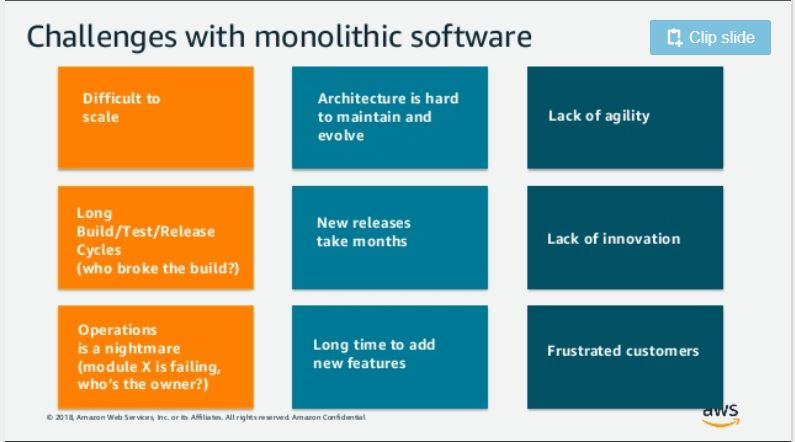 Challenges with monolithic software
Clip slide
Difficult to
scale
Architecture is hard
to maintain and
evolve
Lack of agility
Long
Build/Test/Release
Cycles
(who broke the build?)
New releases
take months
Lack of innovation
Operations
is a nightmare
(module X is failing,
who's the owner?)
Long time to add
new features
Frustrated customers
© 2018, Amazon Web Services, Inc. or its Affiliates. All rights reserved. Amazon Confidential
aws